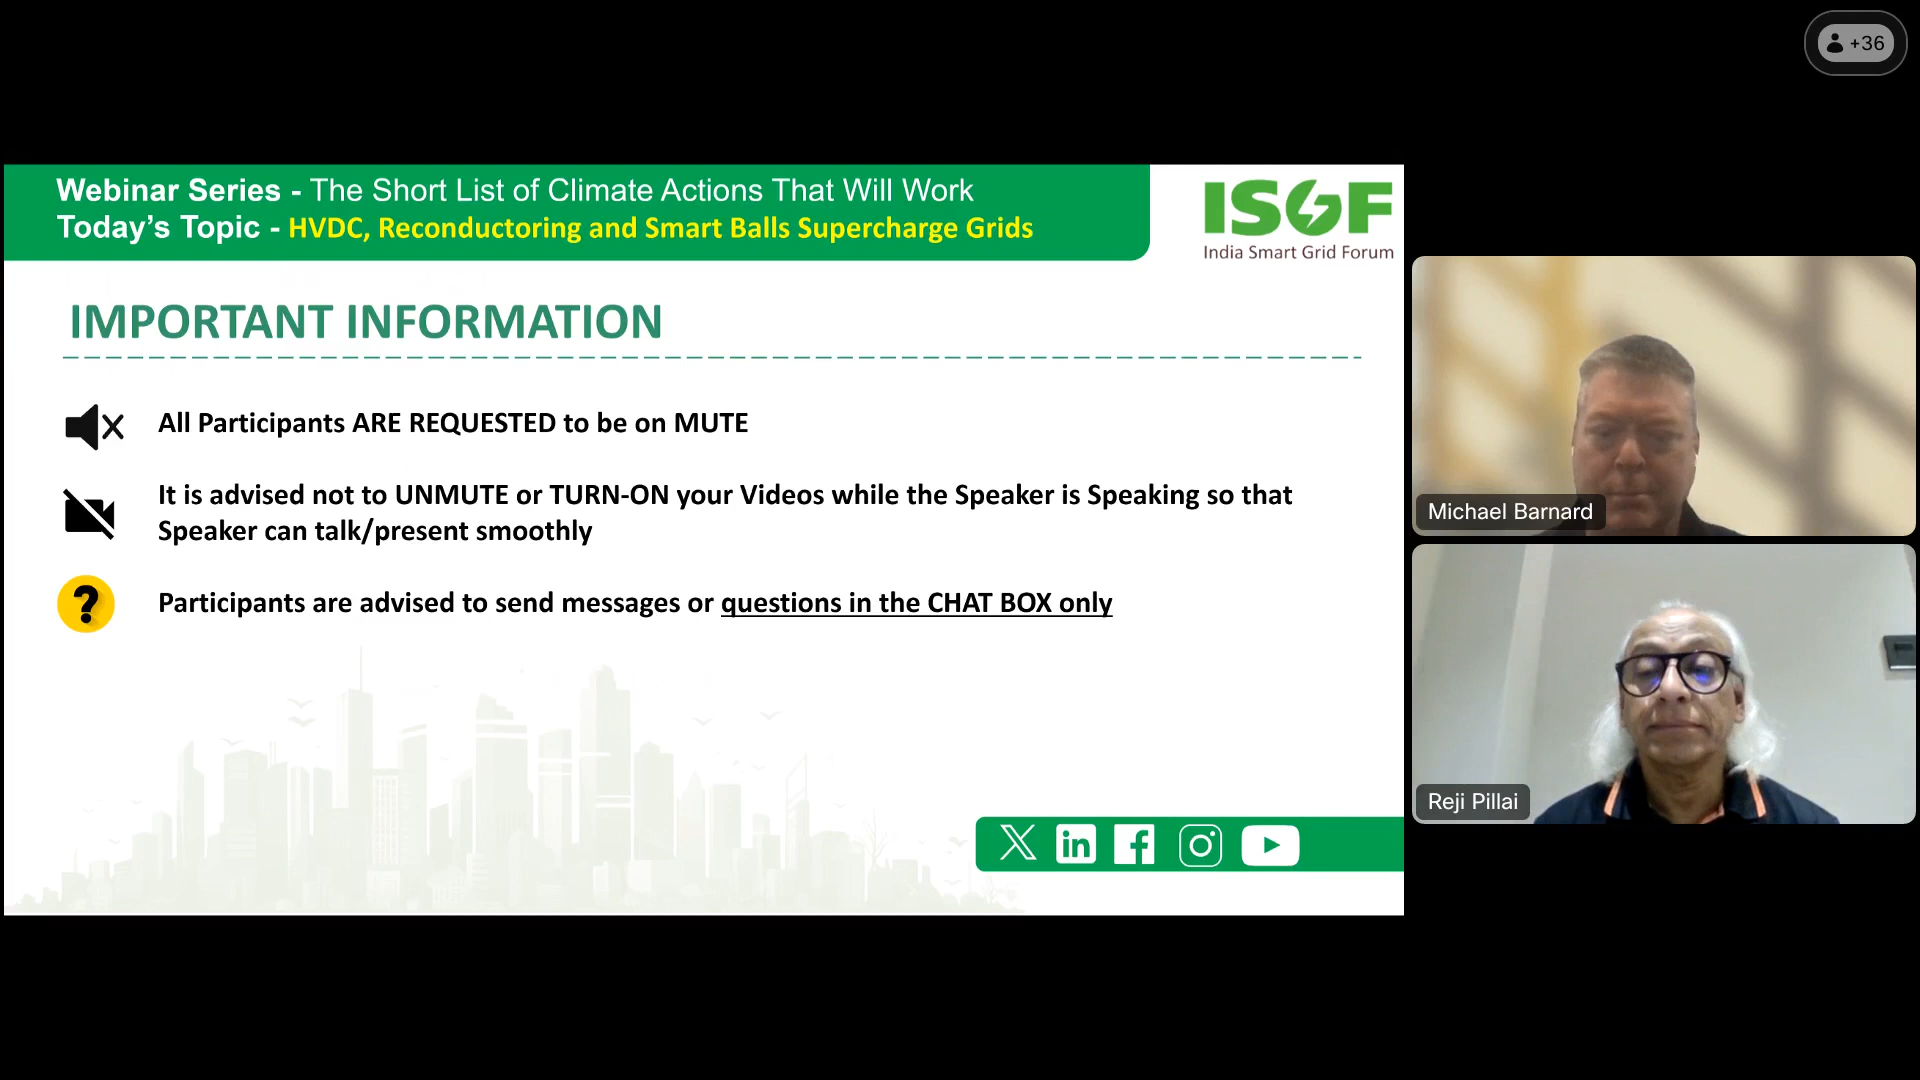 +36
Webinar Series - The Short List of Climate Actions That Will Work
Today's Topic - HVDC, Reconductoring and Smart Balls Supercharge Grids
ISGF
India Smart Grid Forum
IMPORTANT INFORMATION
All Participants ARE REQUESTED to be on MUTE
It is advised not to UNMUTE or TURN-ON your Videos while the Speaker is Speaking so that
Speaker can talk/present smoothly
Participants are advised to send messages or questions in the CHAT BOX only
Michael Barnard
Reji Pillai